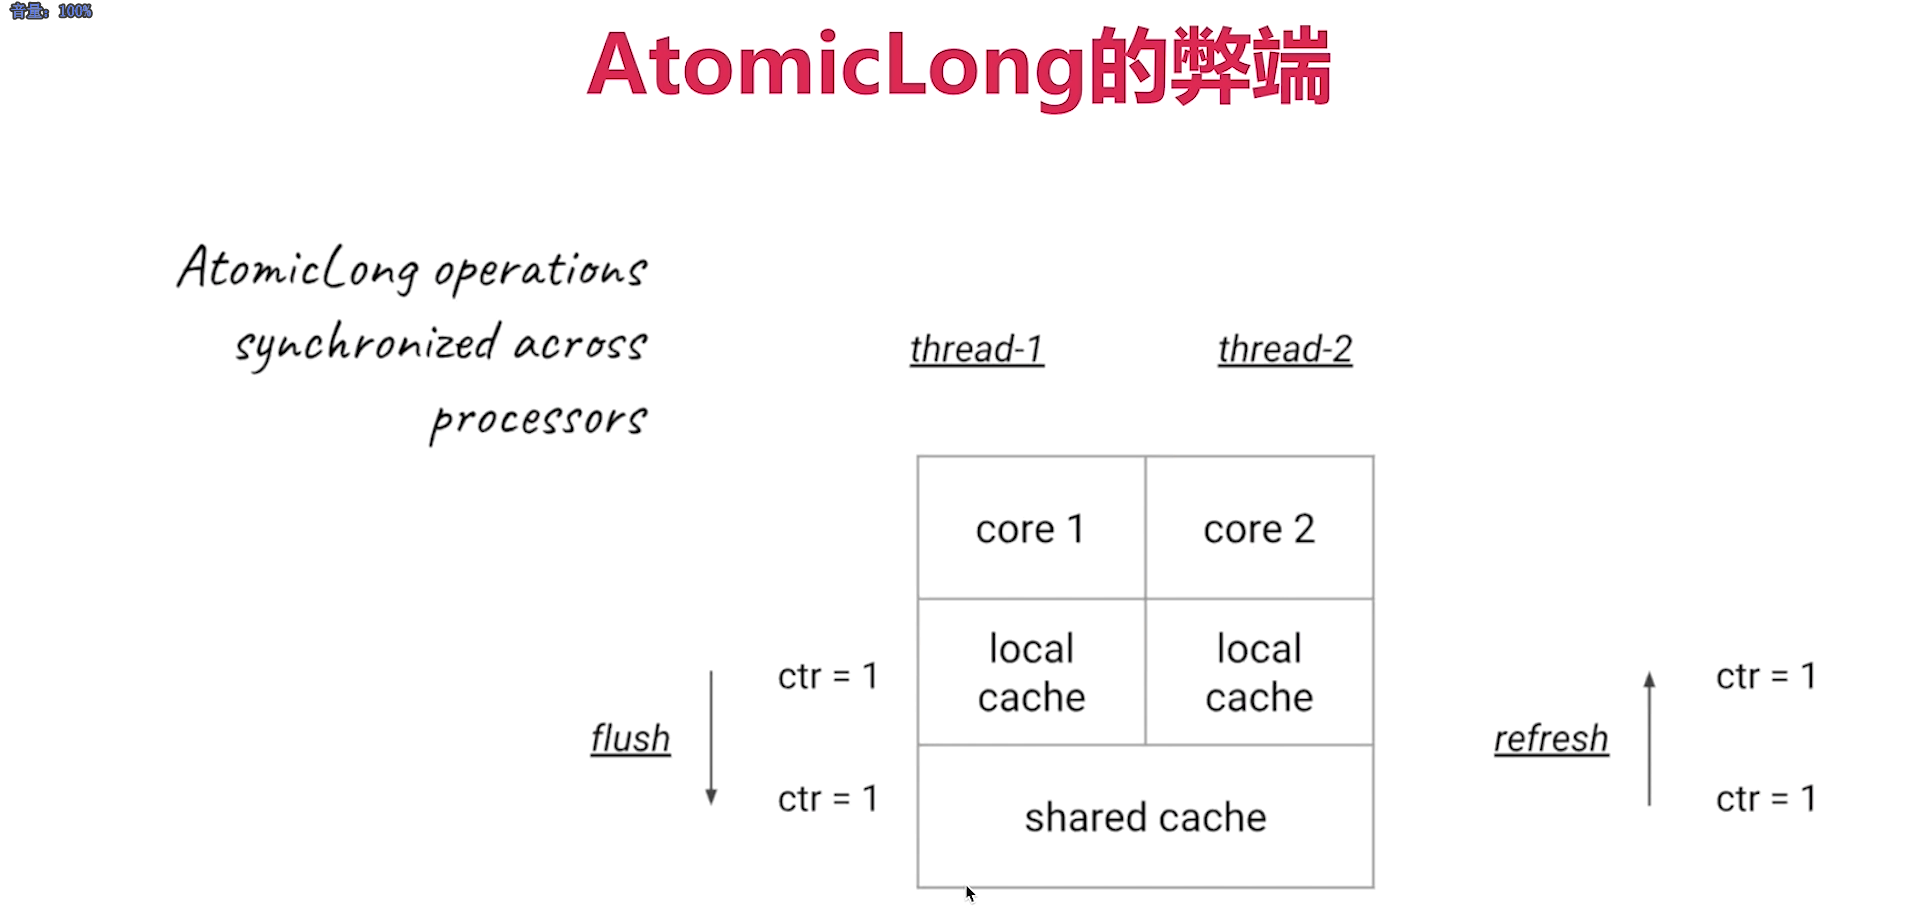 音量: 100%
AtomicLong的弊端
AtomicLong operations
synchronized across
processors
thread-1
thread-2
core 1
core 2
local
cache
local
cache
ctr = 1
ctr = 1
flush
refresh
ctr = 1
ctr = 1
shared cache